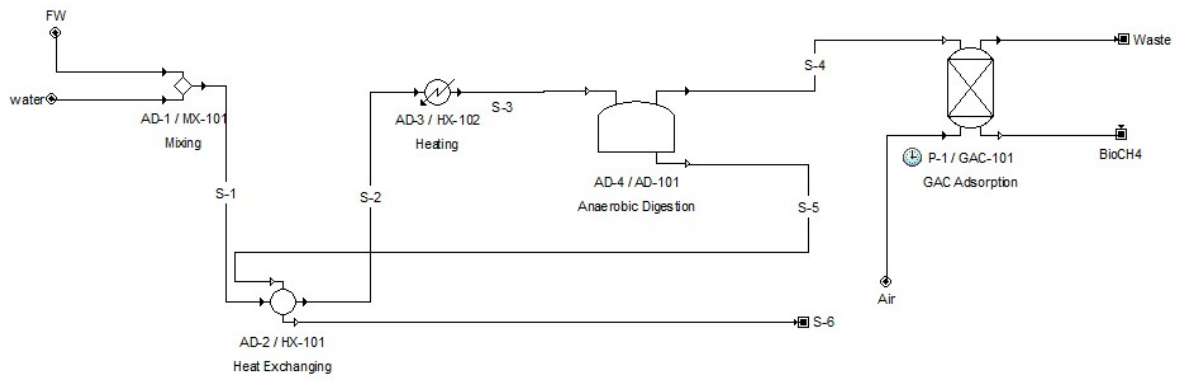 FW
water
AD-1 / MX-101
Mixing
S-1
S-2
AD-3 / HX-102
Heating
S-3
AD-4 / AD-101
Anaerobic Digestion
S-4
S-5
Waste
BioCH4
P-1 / GAC-101
GAC Adsorption
Air
AD-2 / HX-101
Heat Exchanging
S-6